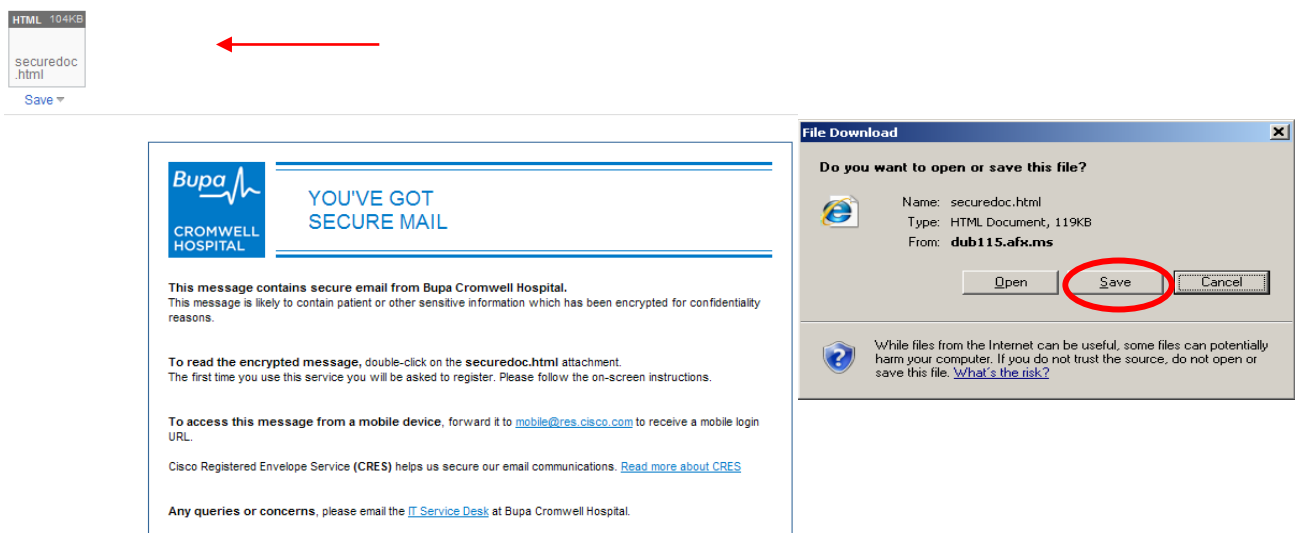 HTML 104KB
securedoc
.html
Save
Bupa
CROMWELL
HOSPITAL
YOU'VE GOT
SECURE MAIL
This message contains secure email from Bupa Cromwell Hospital.
This message is likely to contain patient or other sensitive information which has been encrypted for confidentiality
reasons.
To read the encrypted message, double-click on the securedoc.html attachment.
The first time you use this service you will be asked to register. Please follow the on-screen instructions.
To access this message from a mobile device, forward it to mobile@res.cisco.com to receive a mobile login
URL.
Cisco Registered Envelope Service (CRES) helps us secure our email communications. Read more about CRES
Any queries or concerns, please email the IT Service Desk at Bupa Cromwell Hospital.
File Download
Do you want to open or save this file?
Name: securedoc.html
Type: HTML Document, 119KB
From: dub115.afx.ms
Open Save Cancel
While files from the Internet can be useful, some files can potentially
harm your computer. If you do not trust the source, do not open or
save this file. What's the risk?